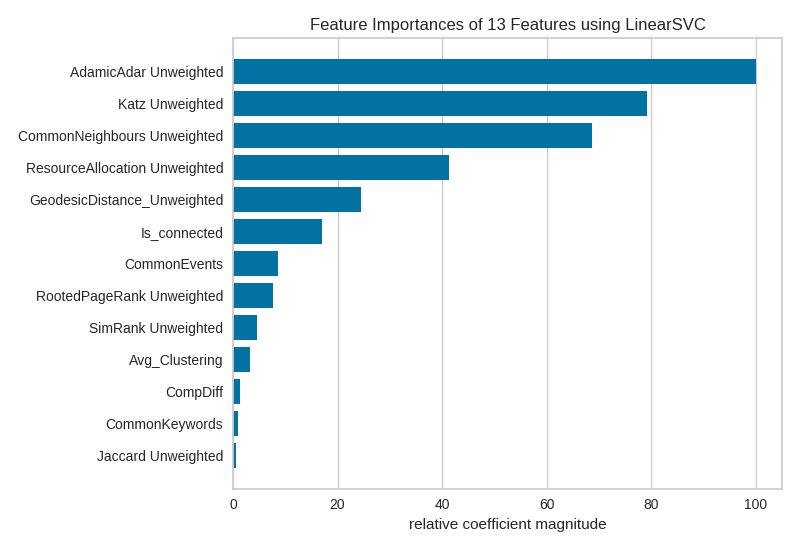 Feature Importances of 13 Features using LinearSVC
AdamicAdar Unweighted
Katz Unweighted
CommonNeighbours Unweighted
ResourceAllocation Unweighted
GeodesicDistance_Unweighted
Is_connected
CommonEvents
RootedPageRank Unweighted
SimRank Unweighted
Avg_Clustering
CompDiff
CommonKeywords
Jaccard Unweighted
0 20 40 60 80 100
relative coefficient magnitude